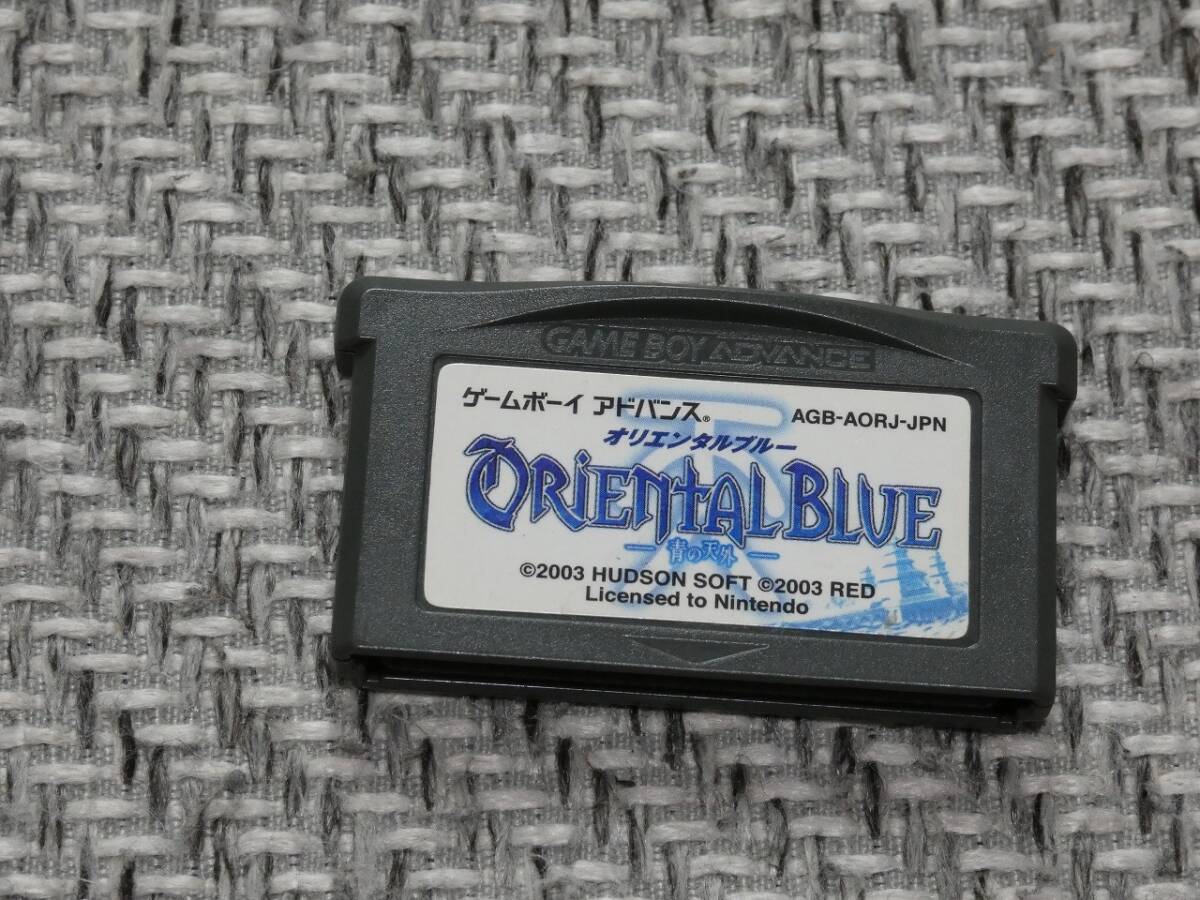 GAME BOY ADVANCE
ゲームボーイ アドバンス® AGB-AORJ-JPN
オリエンタルブルー
ORIENTAL BLUE
― 青の天外 ―
©2003 HUDSON SOFT ©2003 RED
Licensed to Nintendo